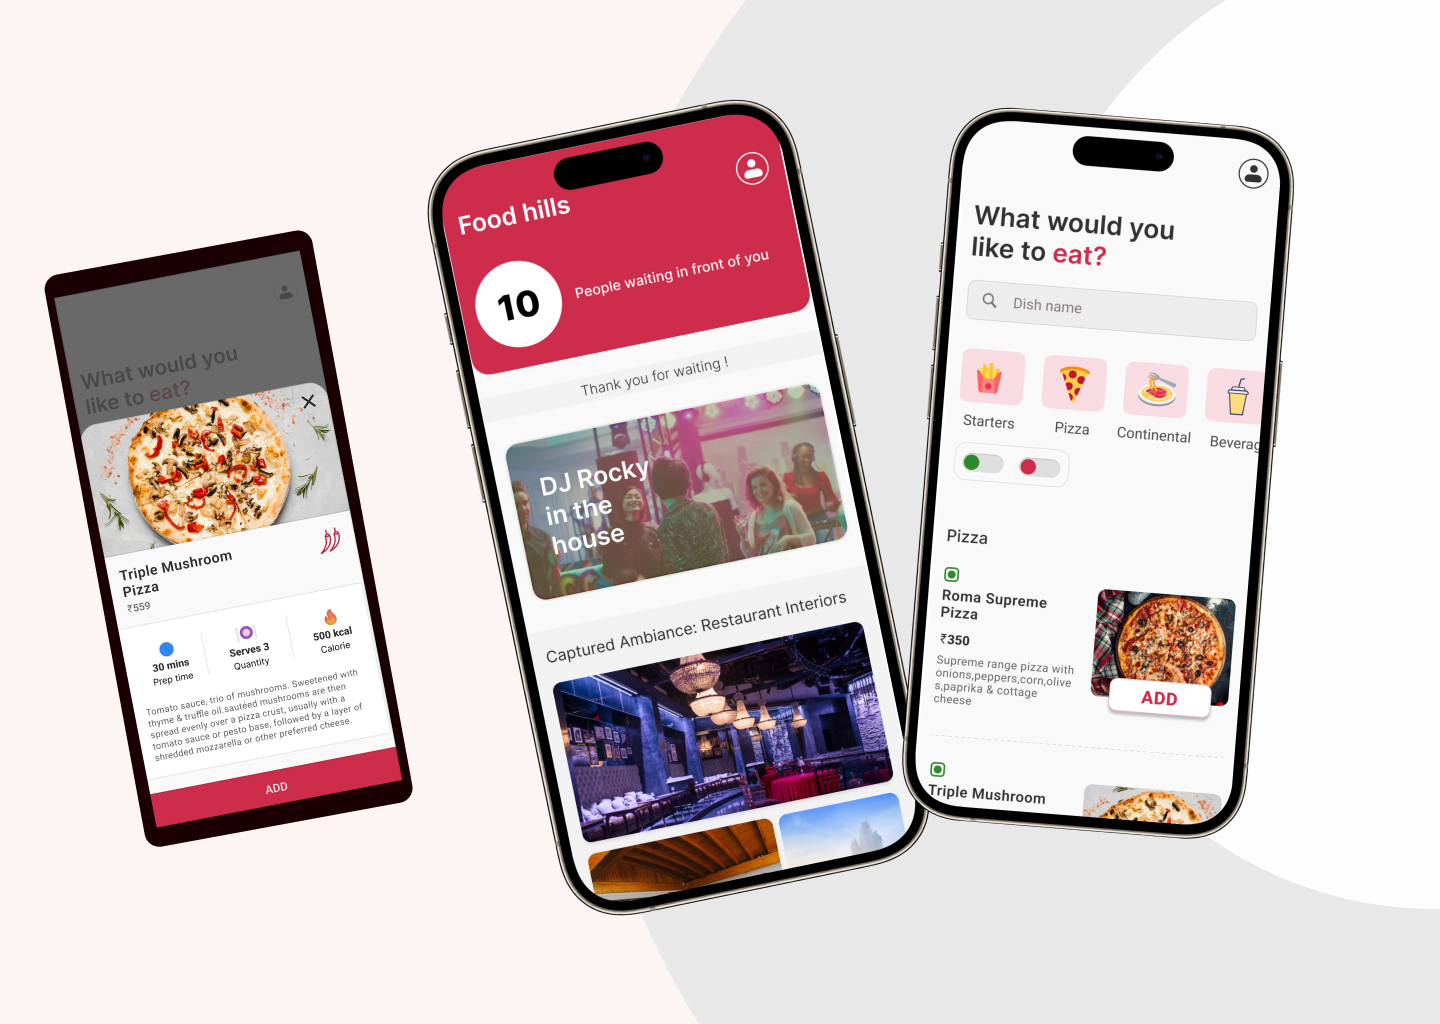 What would you
like to eat?
Triple Mushroom
Pizza
₹559
30 mins
Prep time
Serves 3
Quantity
500 kcal
Calorie
Tomato sauce, trio of mushrooms. Sweetened with
thyme & truffle oil.sautéed mushrooms are then
spread evenly over a pizza crust, usually with a
tomato sauce or pesto base, followed by a layer of
shredded mozzarella or other preferred cheese.
ADD
Food hills
10
People waiting in front of you
Thank you for waiting !
DJ Rocky
in the
house
Captured Ambiance: Restaurant Interiors
What would you
like to eat?
Dish name
Starters
Pizza
Continental
Beverag
Pizza
Roma Supreme
Pizza
₹350
Supreme range pizza with
onions,peppers,corn,olive
s,paprika & cottage
cheese
ADD
Triple Mushroom